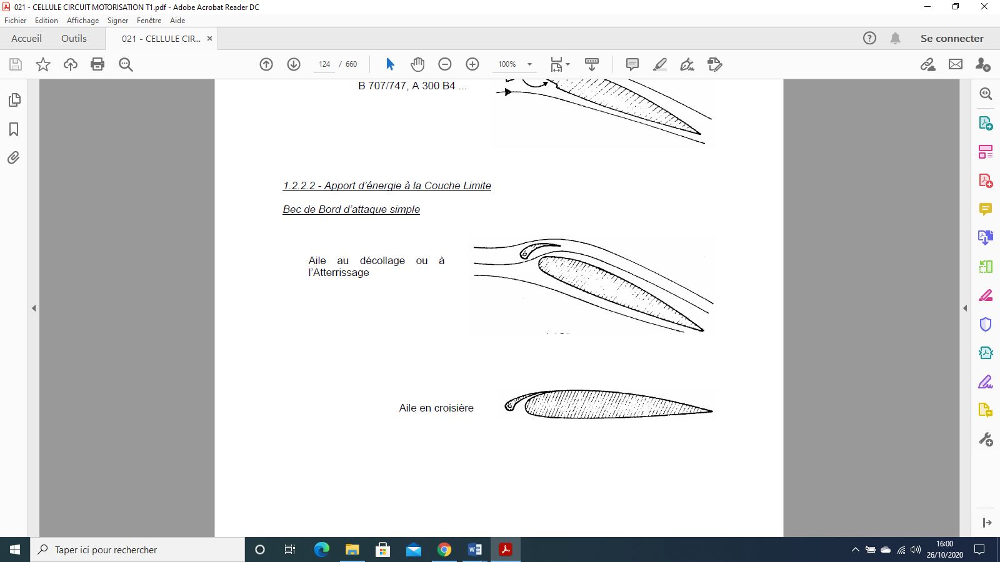 021 - CELLULE CIRCUIT MOTORISATION T1.pdf - Adobe Acrobat Reader DC
Fichier Edition Affichage Signer Fenêtre Aide
Accueil Outils 021 - CELLULE CIR... × Se connecter
124 / 660 100%
B 707/747, A 300 B4 ...
1.2.2.2 - Apport d'énergie à la Couche Limite
Bec de Bord d'attaque simple
Aile au décollage ou à
l'Atterrissage
Aile en croisière
Taper ici pour rechercher
16:00
26/10/2020